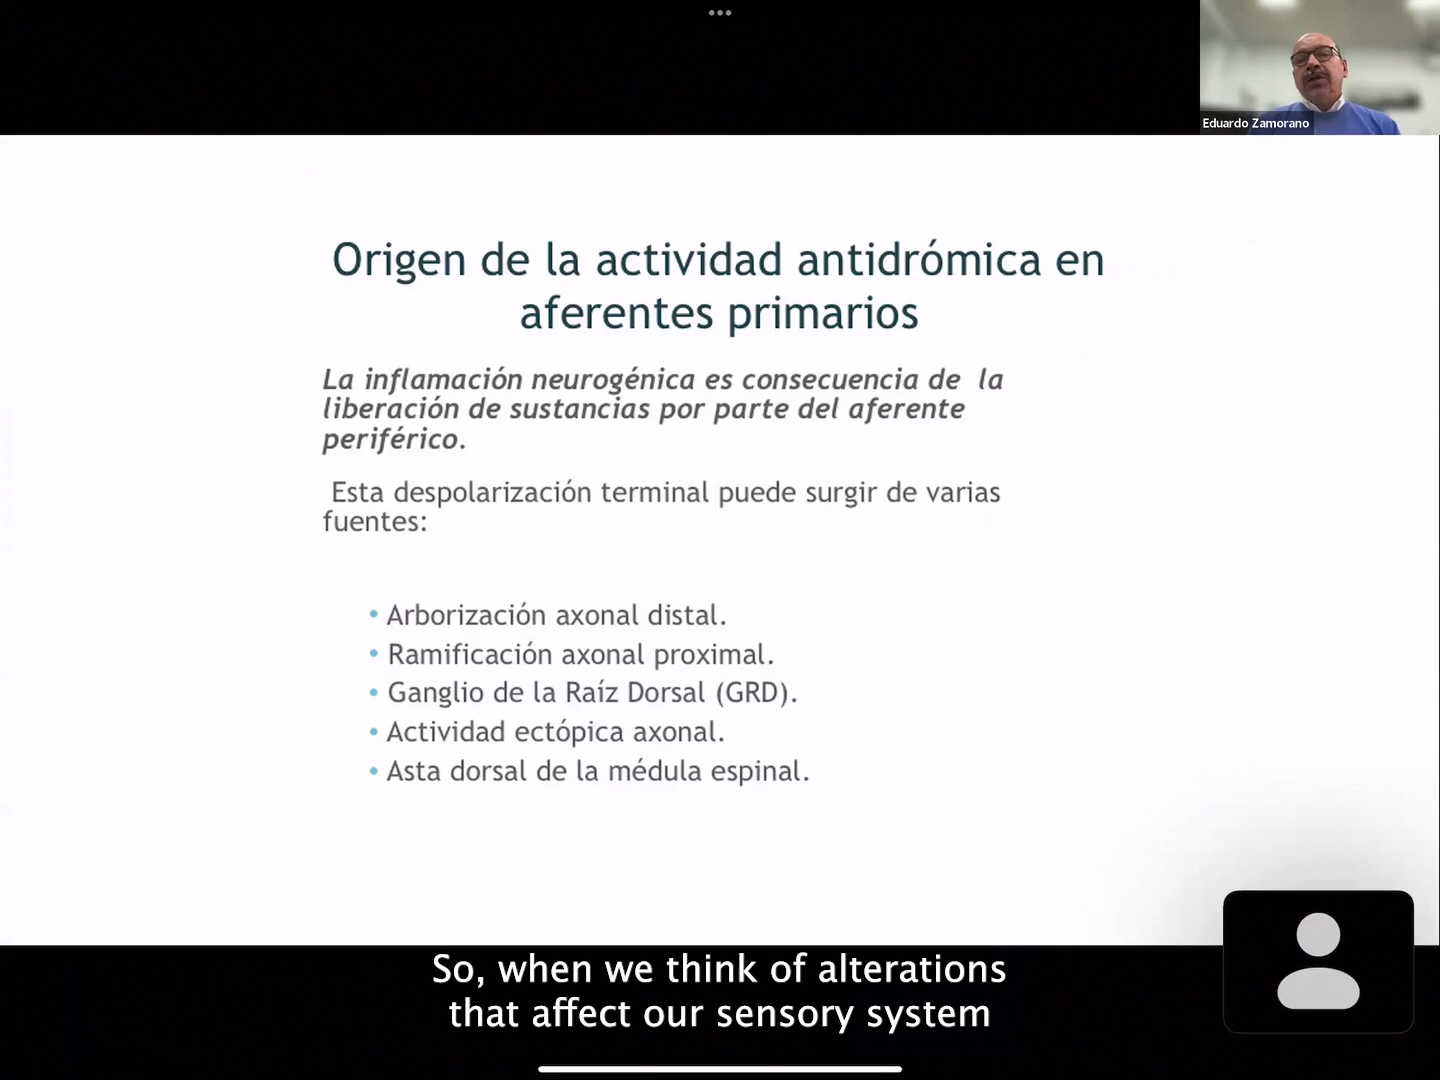 Eduardo Zamorano
Origen de la actividad antidrómica en
aferentes primarios
La inflamación neurogénica es consecuencia de  la
liberación de sustancias por parte del aferente
periférico.
Esta despolarización terminal puede surgir de varias
fuentes:
• Arborización axonal distal.
• Ramificación axonal proximal.
• Ganglio de la Raíz Dorsal (GRD).
• Actividad ectópica axonal.
• Asta dorsal de la médula espinal.
So, when we think of alterations
that affect our sensory system